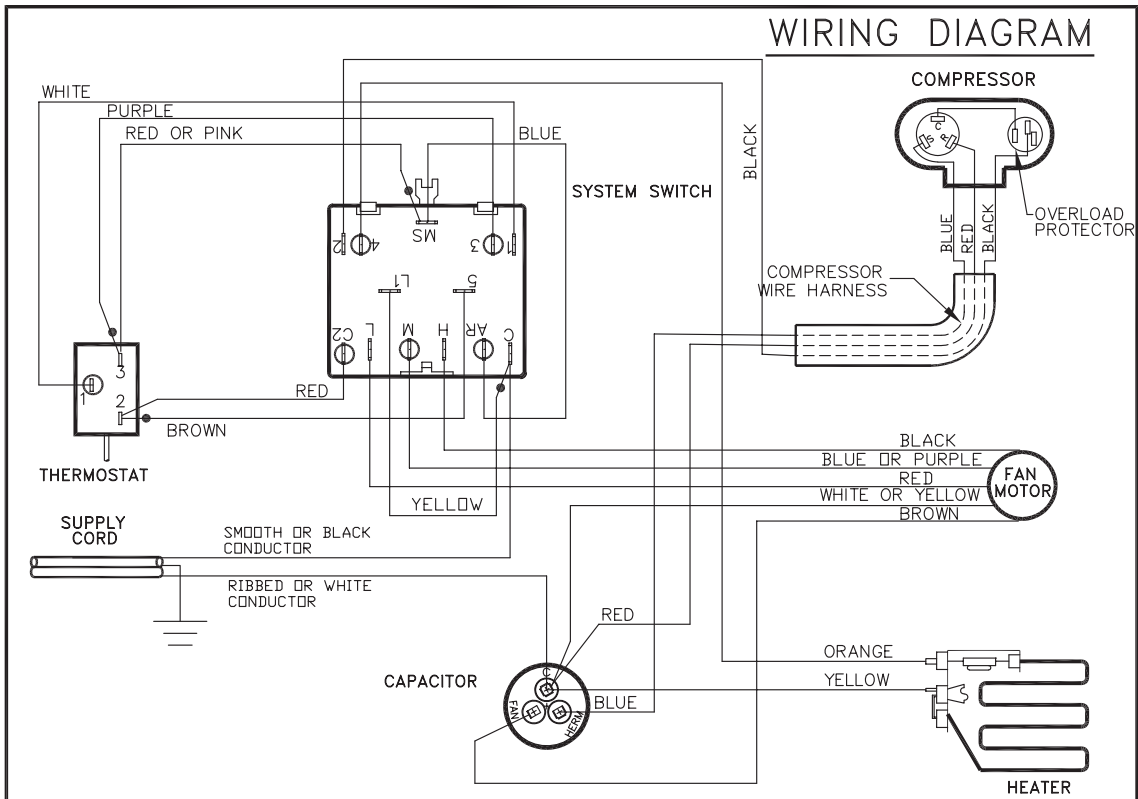 WIRING DIAGRAM
COMPRESSOR
WHITE
PURPLE
RED OR PINK
BLUE
BLACK
C
S
R
SYSTEM SWITCH
MS
2
4
3
1
L1
5
C2
L
M
H
AR
C
BLUE
RED
BLACK
OVERLOAD
PROTECTOR
COMPRESSOR
WIRE HARNESS
3
1
2
THERMOSTAT
RED
BROWN
BLACK
BLUE OR PURPLE
RED
WHITE OR YELLOW
BROWN
FAN
MOTOR
YELLOW
SUPPLY
CORD
SMOOTH OR BLACK
CONDUCTOR
RIBBED OR WHITE
CONDUCTOR
RED
CAPACITOR
C
FAN
HERM
BLUE
ORANGE
YELLOW
HEATER